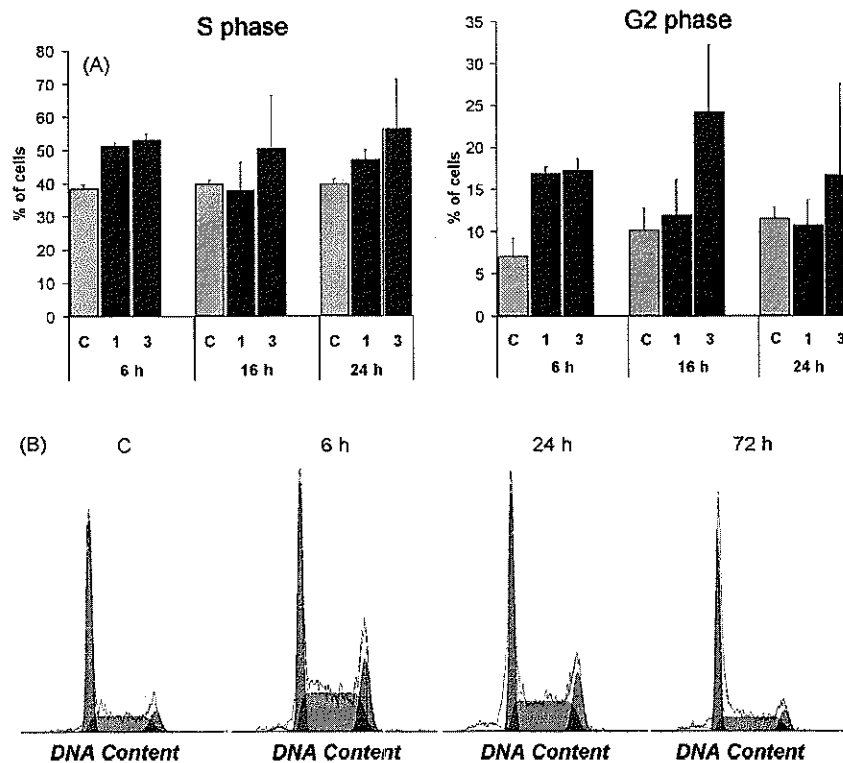 S phase
G2 phase
(A)
% of cells
80
70
60
50
40
30
20
10
0
C 1 3 C 1 3 C 1 3
6 h 16 h 24 h
% of cells
35
30
25
20
15
10
5
0
C 1 3 C 1 3 C 1 3
6 h 16 h 24 h
(B) C 6 h 24 h 72 h
DNA Content DNA Content DNA Content DNA Content